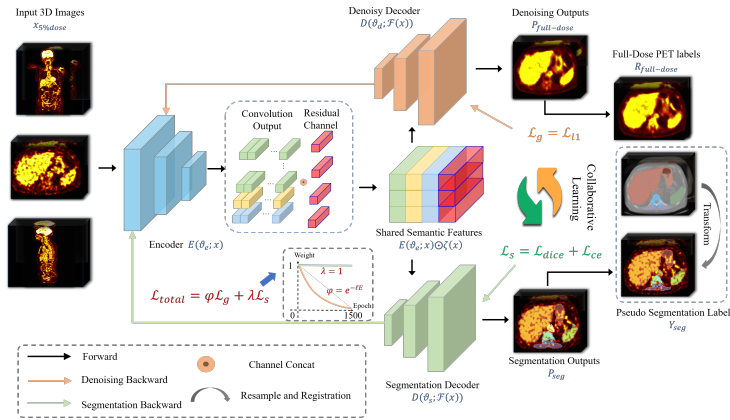 Input 3D Images
x5%dose
Denoisy Decoder
D(ϑd; ℱ(x))
Denoising Outputs
Pfull−dose
Full-Dose PET labels
Rfull−dose
Convolution
Output
Residual
Channel
ℒg = ℒl1
Collaborative
Learning
Transform
Encoder E(ϑe; x)
Shared Semantic Features
E(ϑe; x)⊙ζ(x)
Weight
1
λ = 1
φ = e−ℓE
Epoch
0
1500
ℒtotal = φℒg + λℒs
ℒs = ℒdice + ℒce
Pseudo Segmentation Label
Yseg
Segmentation Outputs
Pseg
Segmentation Decoder
D(ϑs; ℱ(x))
Forward
Channel Concat
Denoising Backward
Resample and Registration
Segmentation Backward